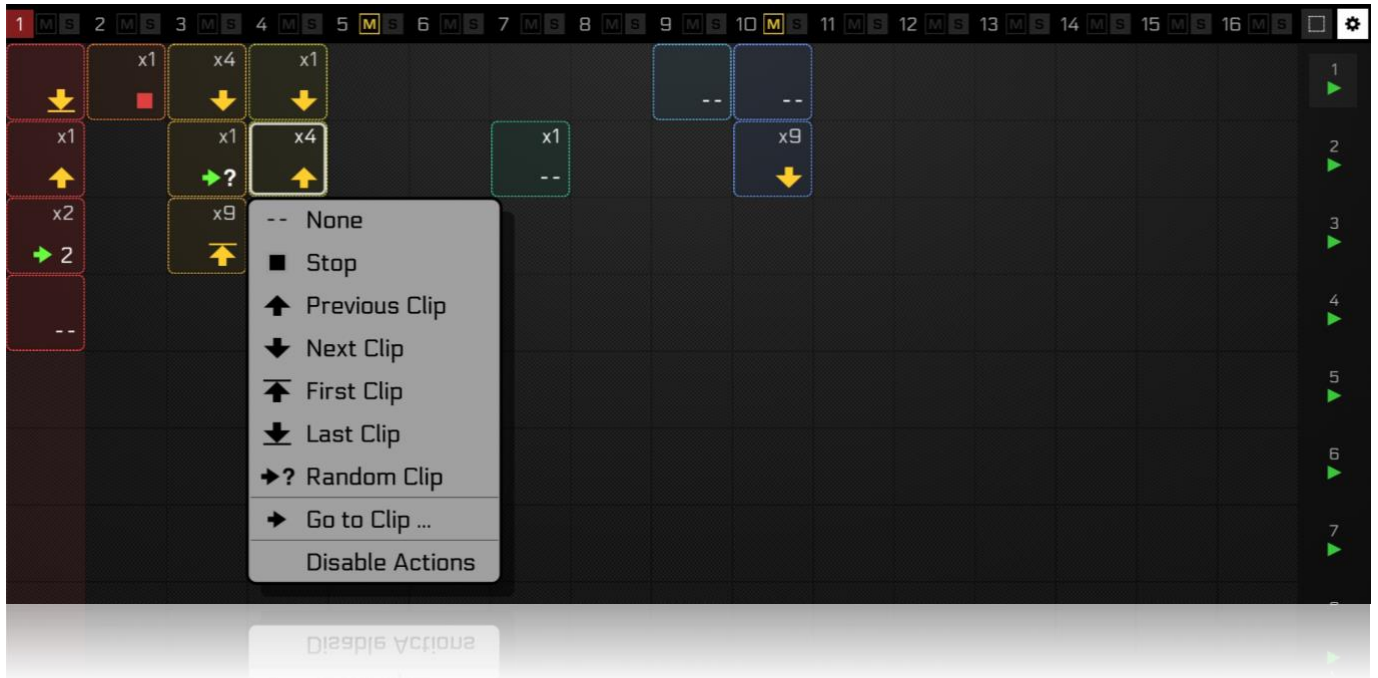 1 M S 2 M S 3 M S 4 M S 5 M S 6 M S 7 M S 8 M S 9 M S 10 M S 11 M S 12 M S 13 M S 14 M S 15 M S 16 M S
x1 x4 x1 1
-- --
x1 x1 x4 x1 x9 2
? --
x2 x9 3
2
-- None
Stop
Previous Clip 4
--
Next Clip
First Clip 5
Last Clip
? Random Clip 6
Go to Clip ...
Disable Actions 7
Disable Actions